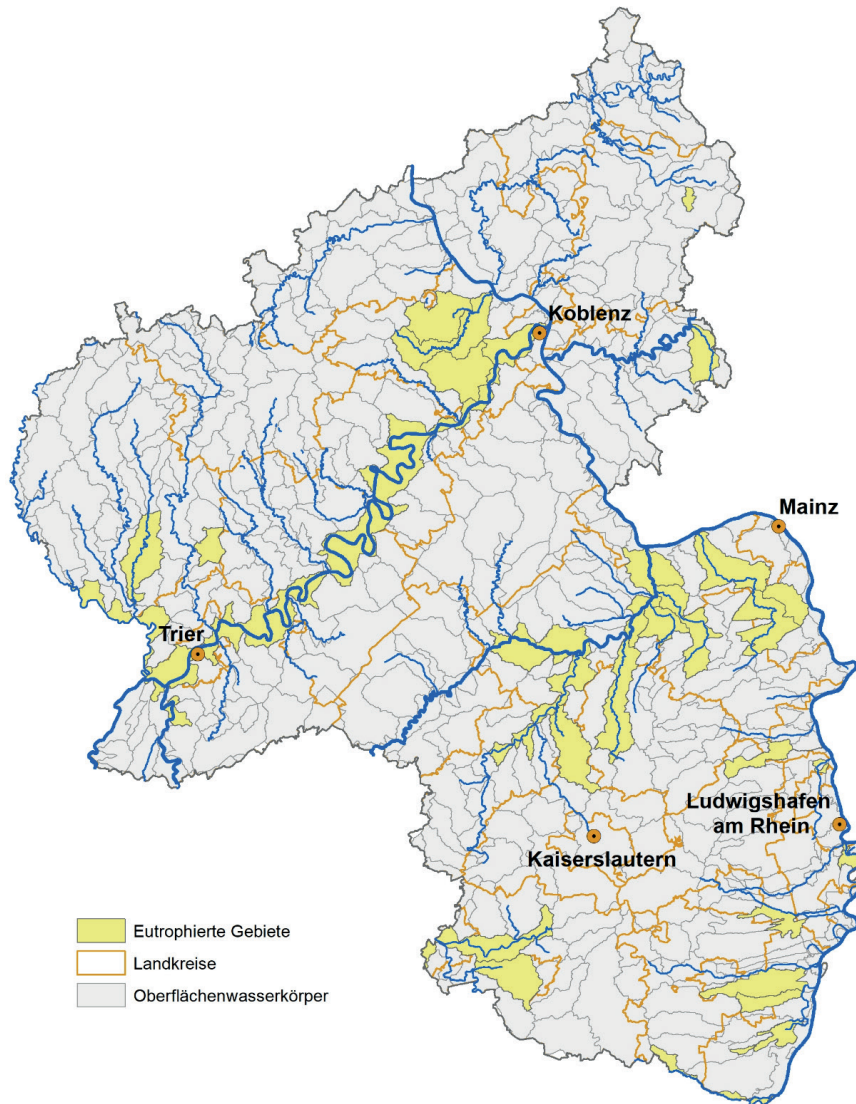 Koblenz
Mainz
Trier
Ludwigshafen
am Rhein
Kaiserslautern
Eutrophierte Gebiete
Landkreise
Oberflächenwasserkörper